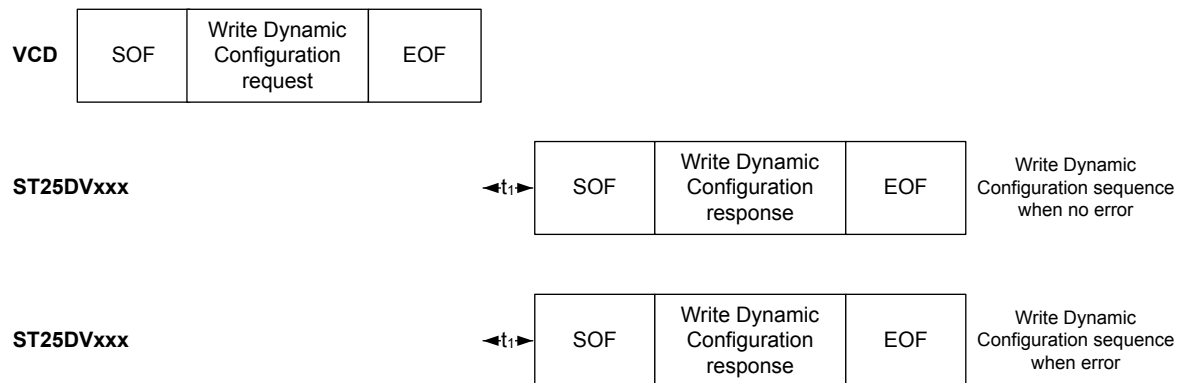 VCD
SOF
Write Dynamic
Configuration
request
EOF
ST25DVxxx
t1
SOF
Write Dynamic
Configuration
response
EOF
Write Dynamic
Configuration sequence
when no error
ST25DVxxx
t1
SOF
Write Dynamic
Configuration
response
EOF
Write Dynamic
Configuration sequence
when error